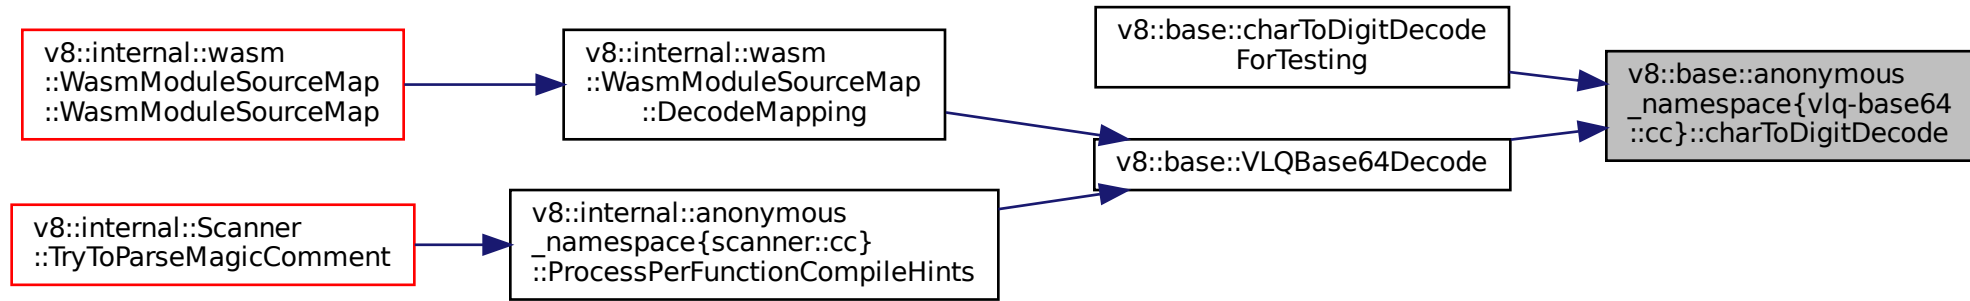 v8::internal::wasm
::WasmModuleSourceMap
::WasmModuleSourceMap
v8::internal::wasm
::WasmModuleSourceMap
::DecodeMapping
v8::base::charToDigitDecode
ForTesting
v8::base::anonymous
_namespace{vlq-base64
::cc}::charToDigitDecode
v8::base::VLQBase64Decode
v8::internal::Scanner
::TryToParseMagicComment
v8::internal::anonymous
_namespace{scanner::cc}
::ProcessPerFunctionCompileHints